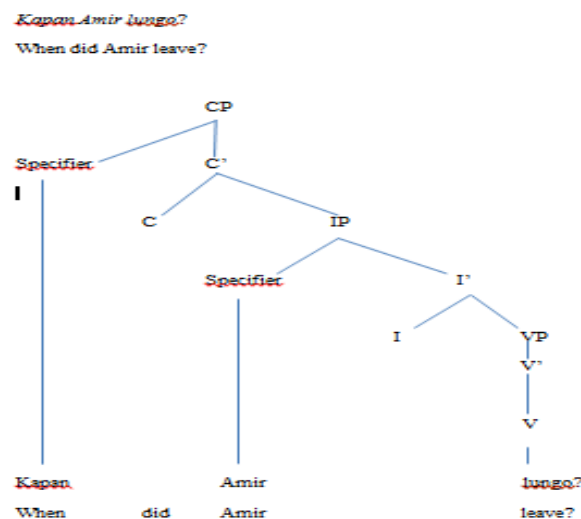 Kapan Amir lungo?
When did Amir leave?
CP
Specifier C'
C IP
Specifier I'
I VP
V'
V
Kapan Amir lungo?
When did Amir leave?